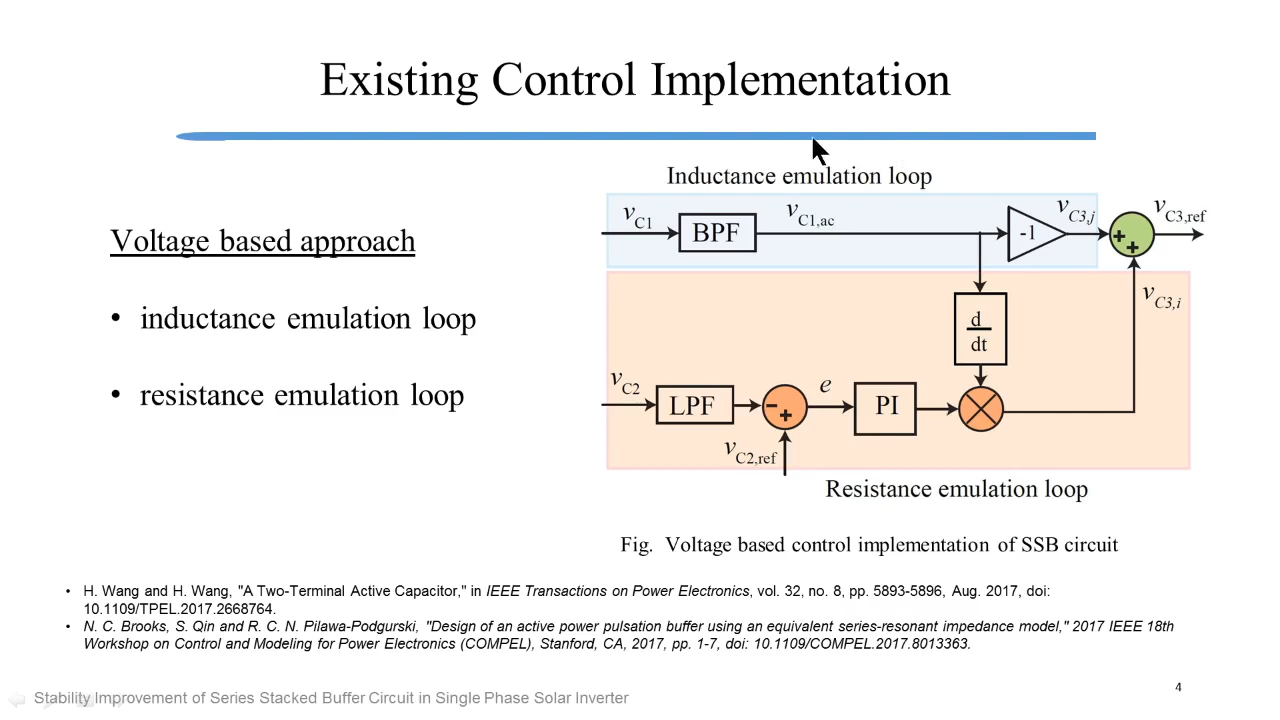 Existing Control Implementation
Voltage based approach
• inductance emulation loop
• resistance emulation loop
Inductance emulation loop
vC1
BPF
vC1,ac
-1
vC3,j
+
+
vC3,ref
vC3,i
d
dt
vC2
LPF
-
+
e
PI
vC2,ref
Resistance emulation loop
Fig. Voltage based control implementation of SSB circuit
• H. Wang and H. Wang, "A Two-Terminal Active Capacitor," in IEEE Transactions on Power Electronics, vol. 32, no. 8, pp. 5893-5896, Aug. 2017, doi:
10.1109/TPEL.2017.2668764.
• N. C. Brooks, S. Qin and R. C. N. Pilawa-Podgurski, "Design of an active power pulsation buffer using an equivalent series-resonant impedance model," 2017 IEEE 18th
Workshop on Control and Modeling for Power Electronics (COMPEL), Stanford, CA, 2017, pp. 1-7, doi: 10.1109/COMPEL.2017.8013363.
Stability Improvement of Series Stacked Buffer Circuit in Single Phase Solar Inverter
4